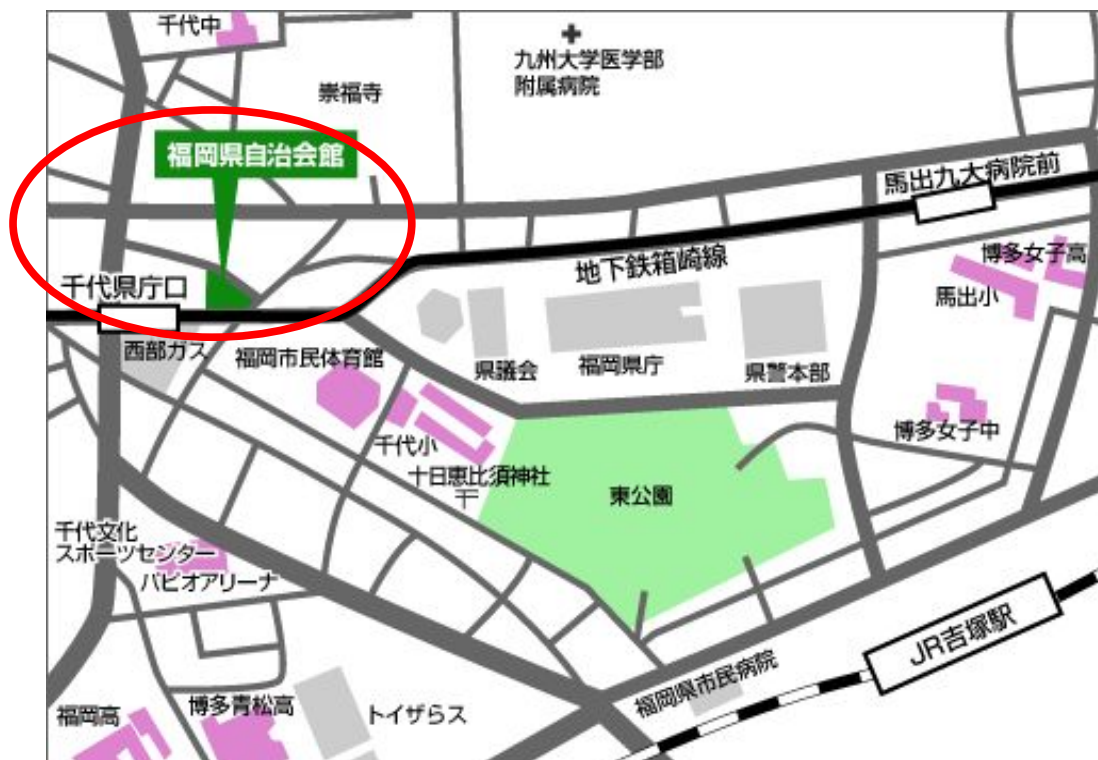 千代中
九州大学医学部
附属病院
崇福寺
福岡県自治会館
馬出九大病院前
地下鉄箱崎線
博多女子高
馬出小
千代県庁口
西部ガス
福岡市民体育館
県議会
福岡県庁
県警本部
千代小
博多女子中
十日恵比須神社
東公園
千代文化
スポーツセンター
パピオアリーナ
JR吉塚駅
福岡県市民病院
福岡高
博多青松高
トイザらス